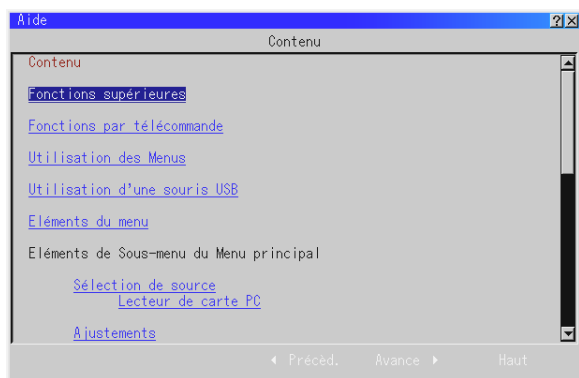 Aide ? ×
Contenu
Contenu
Fonctions supérieures
Fonctions par télécommande
Utilisation des Menus
Utilisation d'une souris USB
Eléments du menu
Eléments de Sous-menu du Menu principal
Sélection de source
Lecteur de carte PC
Ajustements
Précèd. Avance Haut